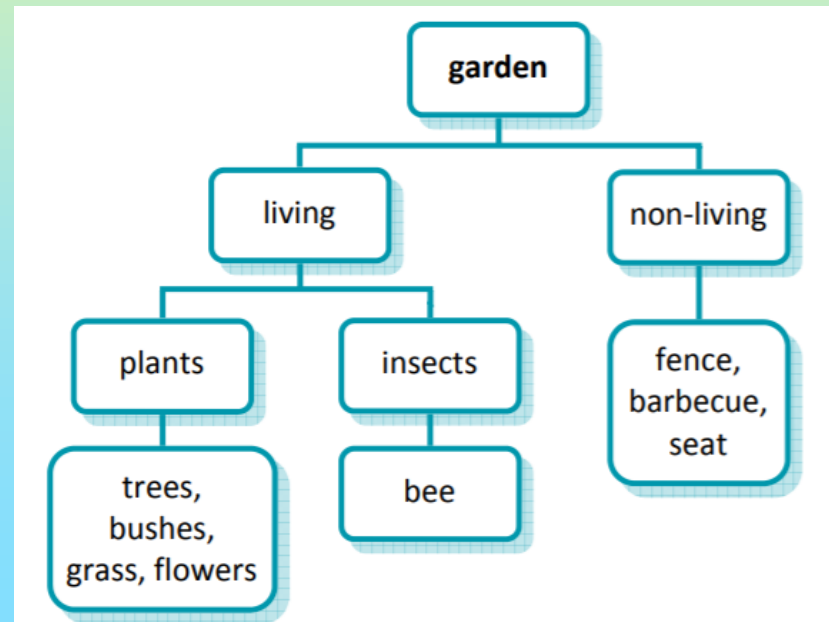 garden
living
non-living
plants
insects
fence,
barbecue,
seat
trees,
bushes,
grass, flowers
bee